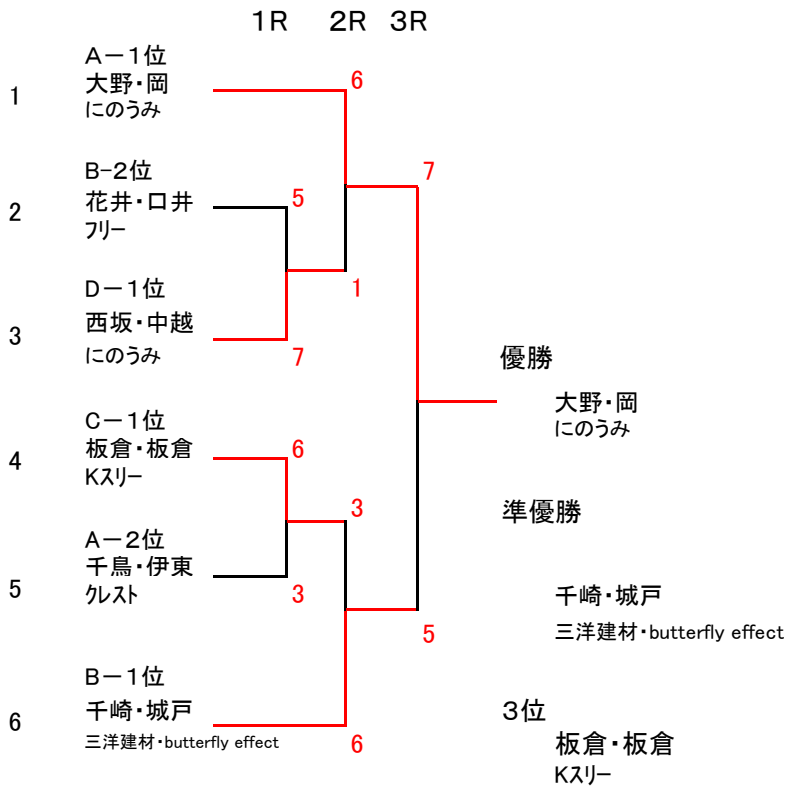 1R 2R 3R
A－1位
1 大野・岡
にのうみ
6
B-2位
2 花井・口井
フリー
5
7
1
D－1位
3 西坂・中越
にのうみ
7
優勝
大野・岡
にのうみ
C－1位
4 板倉・板倉
Kスリー
6
3
準優勝
A－2位
5 千鳥・伊東
クレスト
3
千崎・城戸
三洋建材・butterfly effect
5
B－1位
6 千崎・城戸
三洋建材・butterfly effect
6
3位
板倉・板倉
Kスリー